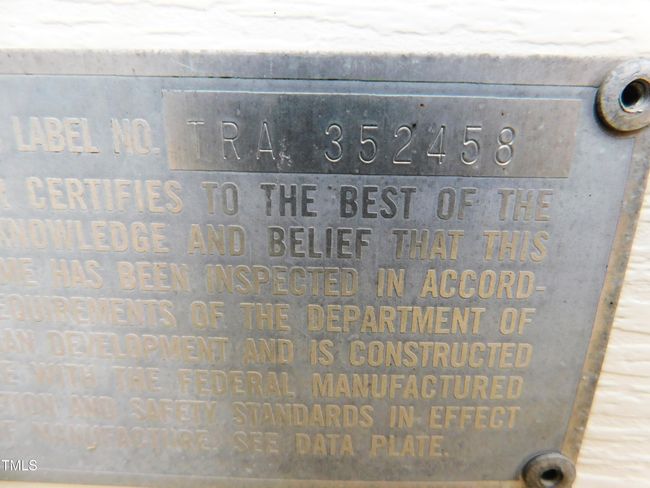 LABEL NO. TRA 352458
CERTIFIES TO THE BEST OF THE
KNOWLEDGE AND BELIEF THAT THIS
HAS BEEN INSPECTED IN ACCORD-
REQUIREMENTS OF THE DEPARTMENT OF
DEVELOPMENT AND IS CONSTRUCTED
WITH THE FEDERAL MANUFACTURED
AND SAFETY STANDARDS IN EFFECT
MANUFACTURE. SEE DATA PLATE.
TMLS